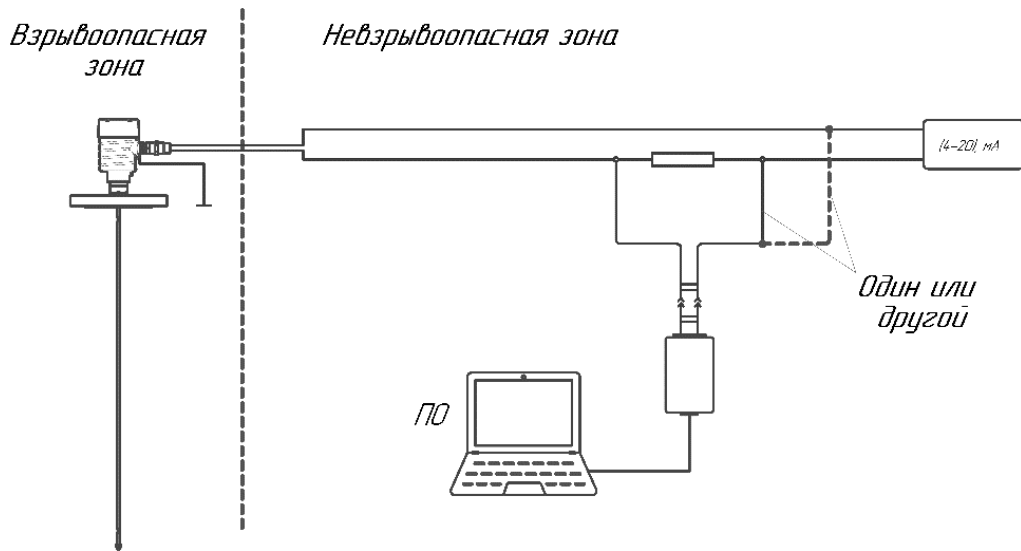 Взрывоопасная
зона
Невзрывоопасная зона
(4-20), мА
Один или
другой
ПО